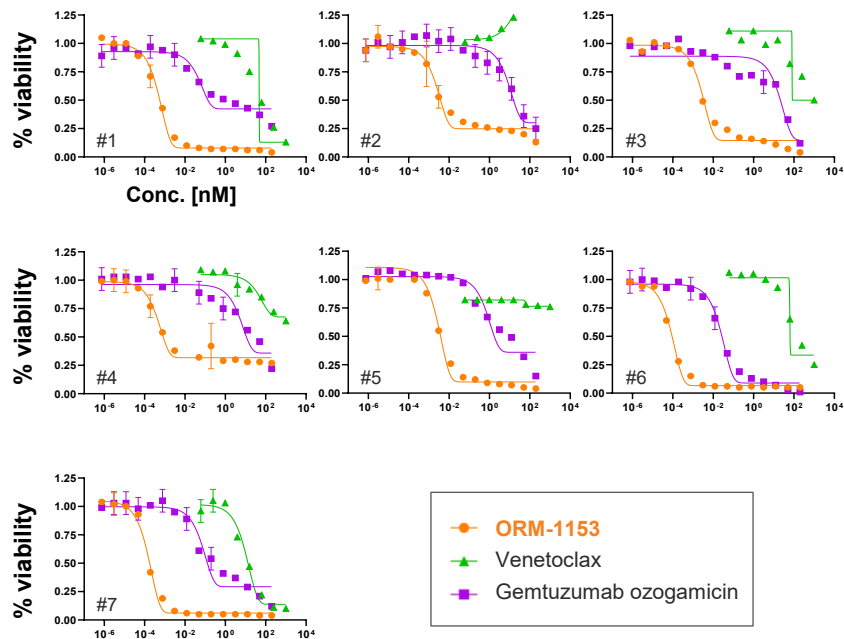 1.25 1.25 1.25
1.00 1.00 1.00
0.75 0.75 0.75
0.50 0.50 0.50
0.25 0.25 0.25
0.00 0.00 0.00
% viability
#1 #2 #3
10⁻⁶ 10⁻⁴ 10⁻² 10⁰ 10² 10⁴ 10⁻⁶ 10⁻⁴ 10⁻² 10⁰ 10² 10⁴ 10⁻⁶ 10⁻⁴ 10⁻² 10⁰ 10² 10⁴
Conc. [nM]
1.25 1.25 1.25
1.00 1.00 1.00
0.75 0.75 0.75
0.50 0.50 0.50
0.25 0.25 0.25
0.00 0.00 0.00
% viability
#4 #5 #6
10⁻⁶ 10⁻⁴ 10⁻² 10⁰ 10² 10⁴ 10⁻⁶ 10⁻⁴ 10⁻² 10⁰ 10² 10⁴ 10⁻⁶ 10⁻⁴ 10⁻² 10⁰ 10² 10⁴
1.25
1.00
0.75
0.50
0.25
0.00
% viability
#7
10⁻⁶ 10⁻⁴ 10⁻² 10⁰ 10² 10⁴
ORM-1153
Venetoclax
Gemtuzumab ozogamicin